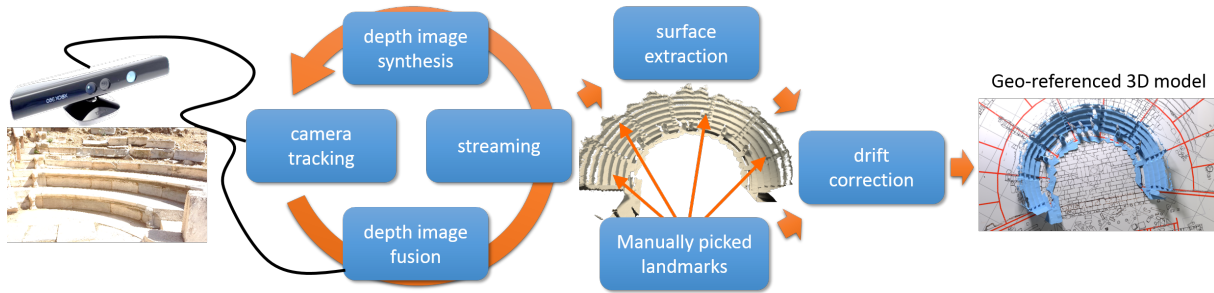 depth image
synthesis
camera
tracking
streaming
depth image
fusion
surface
extraction
Manually picked
landmarks
drift
correction
Geo-referenced 3D model